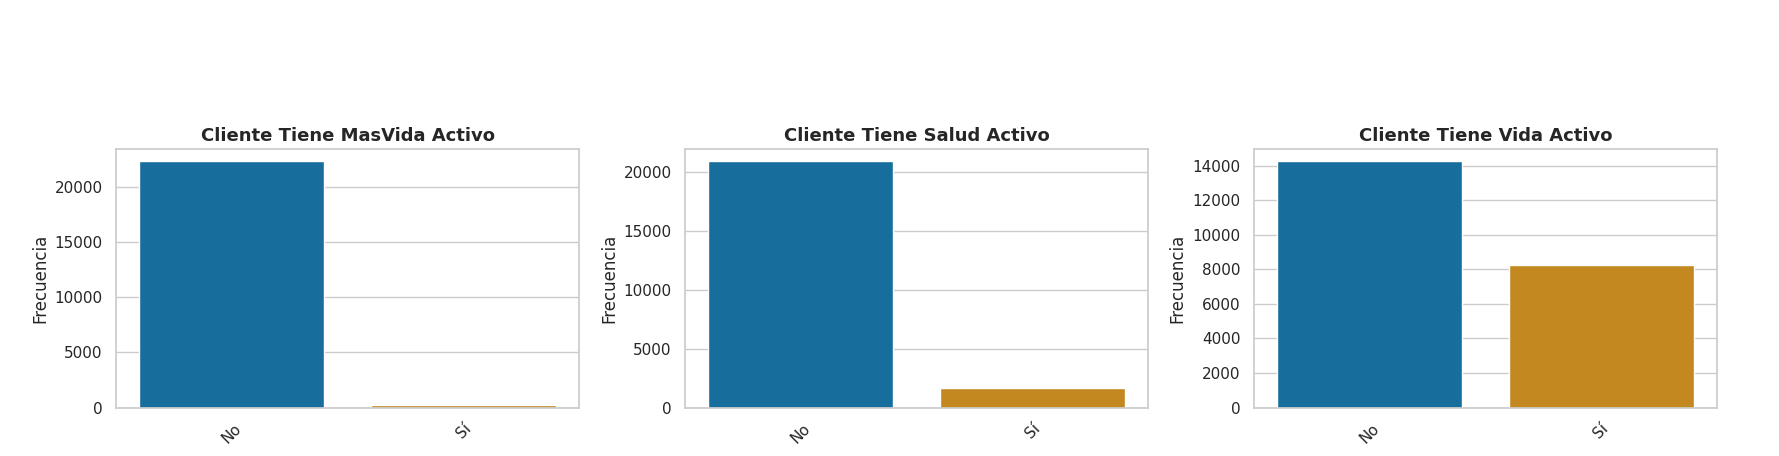 Cliente Tiene MasVida Activo
Frecuencia
20000
15000
10000
5000
0
No
Sí
Cliente Tiene Salud Activo
Frecuencia
20000
15000
10000
5000
0
No
Sí
Cliente Tiene Vida Activo
Frecuencia
14000
12000
10000
8000
6000
4000
2000
0
No
Sí